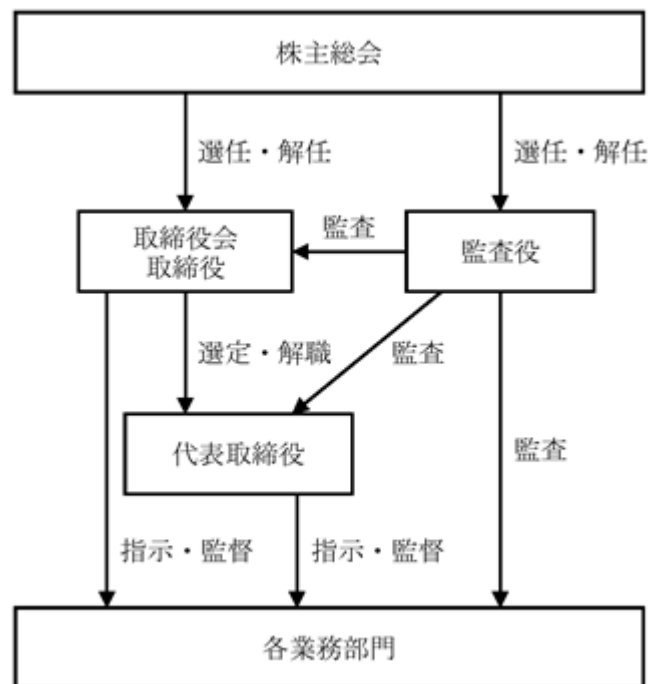 株主総会
選任・解任
選任・解任
取締役会
取締役
監査
監査役
選定・解職
監査
代表取締役
監査
指示・監督
指示・監督
各業務部門